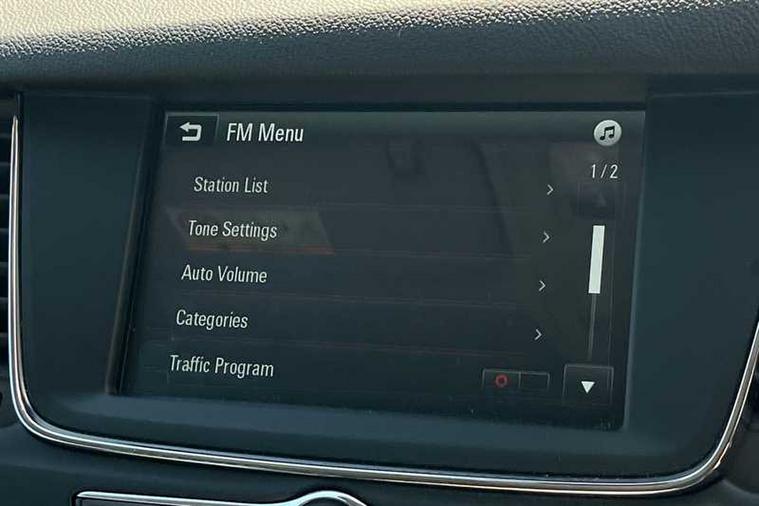 FM Menu
1/2
Station List
Tone Settings
Auto Volume
Categories
Traffic Program